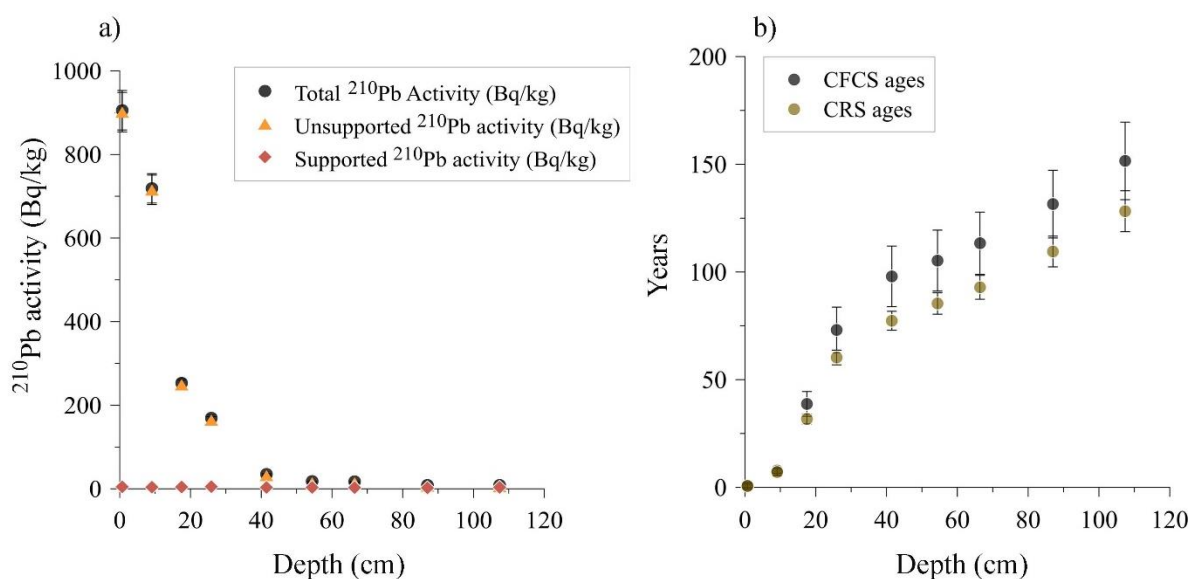 a)
1000
800
600
400
200
0
²¹⁰Pb activity (Bq/kg)
Total ²¹⁰Pb Activity (Bq/kg)
Unsupported ²¹⁰Pb activity (Bq/kg)
Supported ²¹⁰Pb activity (Bq/kg)
0 20 40 60 80 100 120
Depth (cm)
b)
200
150
100
50
0
Years
CFCS ages
CRS ages
0 20 40 60 80 100 120
Depth (cm)